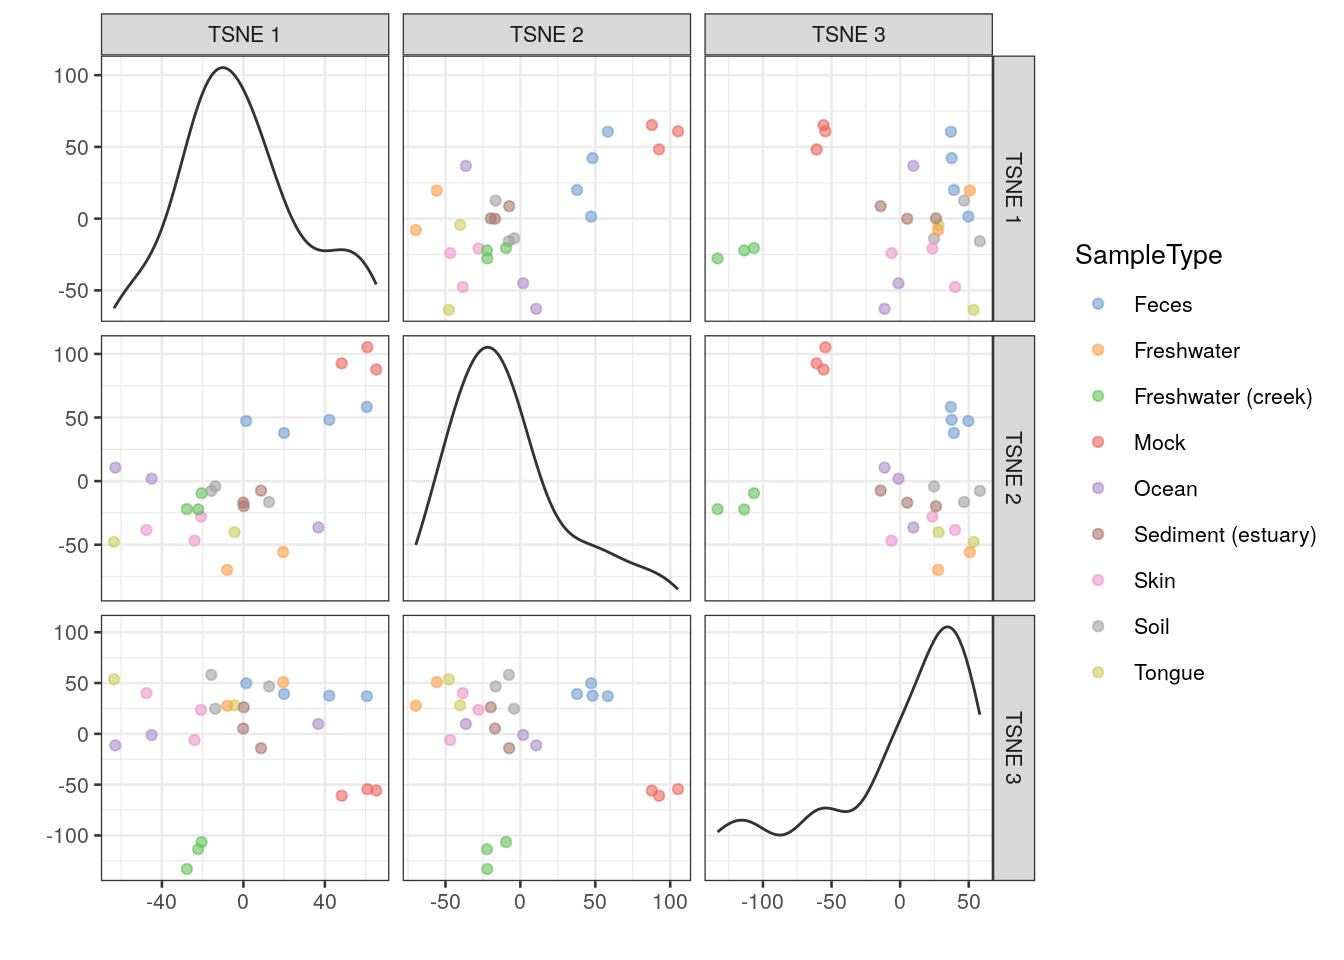 TSNE 1
TSNE 2
TSNE 3
100
50
0
-50
TSNE 1
100
50
0
-50
TSNE 2
100
50
0
-50
-100
TSNE 3
-40
0
40
-50
0
50
100
-100
-50
0
50
SampleType
Feces
Freshwater
Freshwater (creek)
Mock
Ocean
Sediment (estuary)
Skin
Soil
Tongue